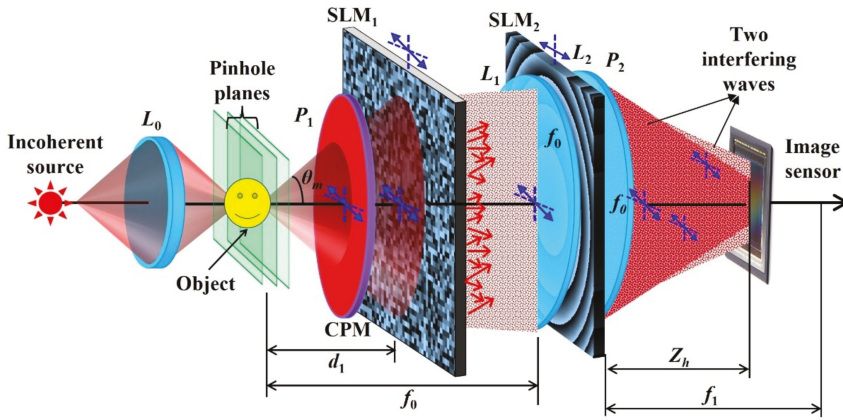 SLM1
SLM2
L2
P2
Two
interfering
waves
Pinhole
planes
L1
L0
P1
Incoherent
source
θm
f0
f0
Image
sensor
Object
CPM
d1
Zh
f0
f1